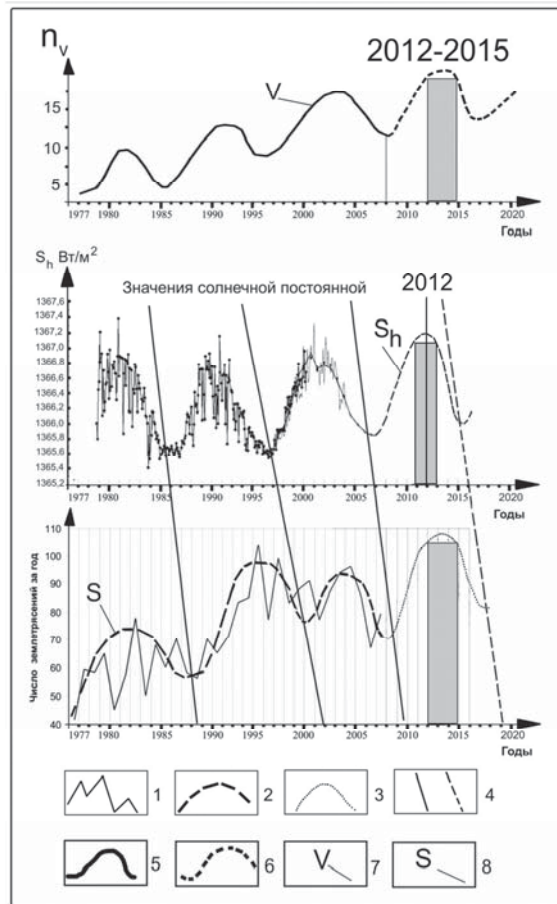 n_v
2012-2015
V
15
10
5
1977 1980 1985 1990 1995 2000 2005 2010 2015 2020
Годы
S_h Вт/м²
Значения солнечной постоянной
2012
S_h
1367,6
1367,4
1367,2
1367,0
1366.8
1366,6
1366,4
1366,2
1366,0
1365,8
1365,6
1365,4
1365,2
1980 1985 1990 1995 2000 2005 2010 2015 2020
Годы
Число землетрясений за год
110
100
90
80
70
60
50
40
S
1977 1980 1985 1990 1995 2000 2005 2010 2015 2020
Годы
1 2 3 4
5 6 V 7 S 8